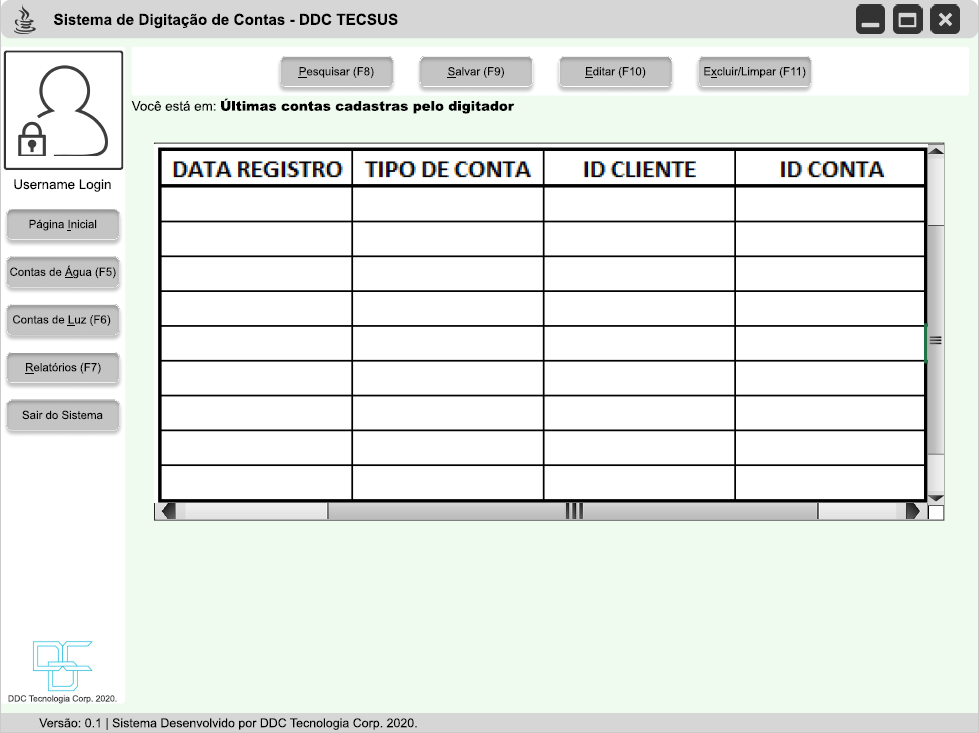 Sistema de Digitação de Contas - DDC TECSUS
Pesquisar (F8) Salvar (F9) Editar (F10) Excluir/Limpar (F11)
Você está em: Últimas contas cadastras pelo digitador
DATA REGISTRO TIPO DE CONTA ID CLIENTE ID CONTA
Username Login
Página Inicial
Contas de Água (F5)
Contas de Luz (F6)
Relatórios (F7)
Sair do Sistema
DDC Tecnologia Corp. 2020.
Versão: 0.1 | Sistema Desenvolvido por DDC Tecnologia Corp. 2020.